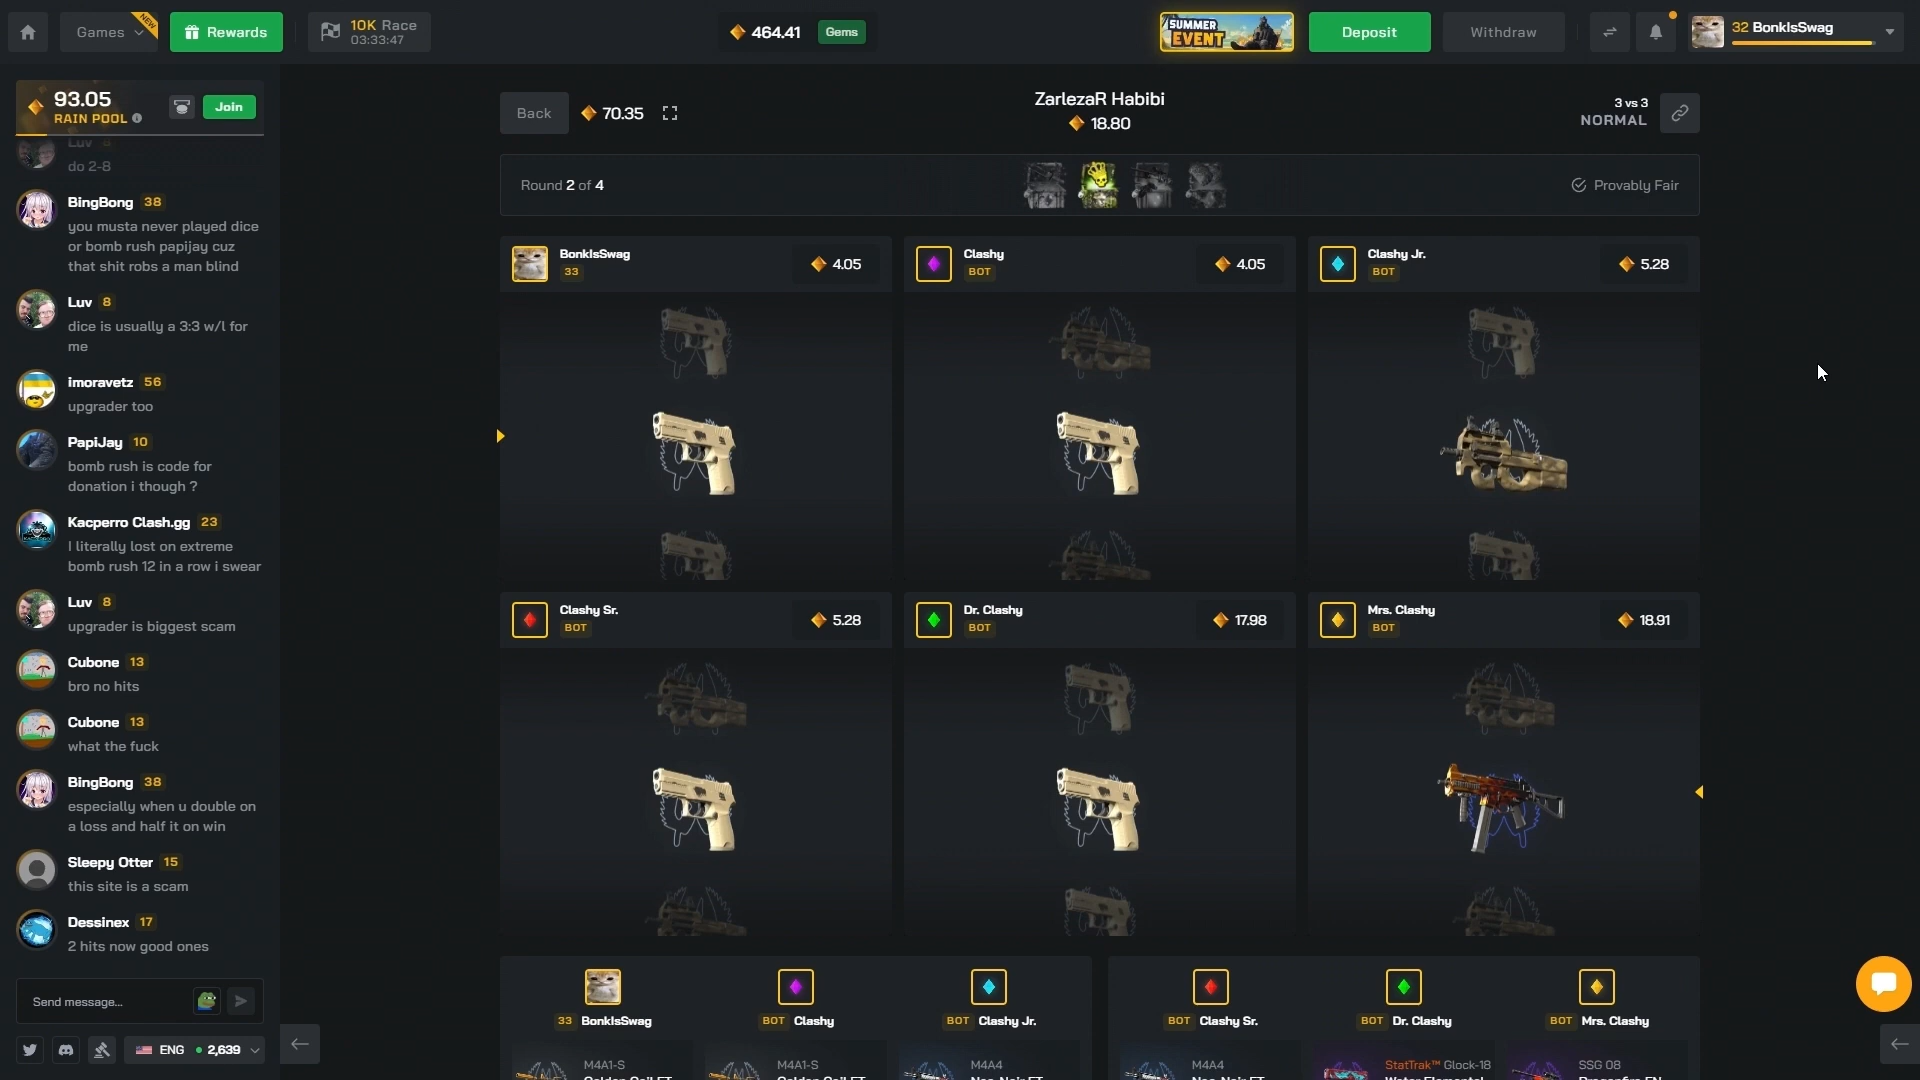 Games
NEW
Rewards
10K Race
03:33:47
464.41
Gems
SUMMER
EVENT
Deposit
Withdraw
32 BonkIsSwag
93.05
RAIN POOL
Join
Luv 8
do 2-8
BingBong 38
you musta never played dice
or bomb rush papijay cuz
that shit robs a man blind
Luv 8
dice is usually a 3:3 w/l for
me
imoravetz 56
upgrader too
PapiJay 10
bomb rush is code for
donation i though ?
Kacperro Clash.gg 23
I literally lost on extreme
bomb rush 12 in a row i swear
Luv 8
upgrader is biggest scam
Cubone 13
bro no hits
Cubone 13
what the fuck
BingBong 38
especially when u double on
a loss and half it on win
Sleepy Otter 15
this site is a scam
Dessinex 17
2 hits now good ones
Send message...
ENG
2,639
Back
70.35
ZarlezaR Habibi
18.80
3 vs 3
NORMAL
Round 2 of 4
Provably Fair
BonkIsSwag
33
4.05
Clashy
BOT
4.05
Clashy Jr.
BOT
5.28
Clashy Sr.
BOT
5.28
Dr. Clashy
BOT
17.98
Mrs. Clashy
BOT
18.91
33 BonkIsSwag
BOT Clashy
BOT Clashy Jr.
BOT Clashy Sr.
BOT Dr. Clashy
BOT Mrs. Clashy
M4A1-S
M4A1-S
M4A4
M4A4
StatTrak™ Glock-18
SSG 08